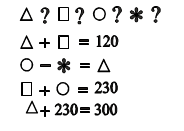 △ ? □ ? ○ ? ✱ ?
△ + □ = 120
○ − ✱ = △
□ + ○ = 230
△ + 230 = 300